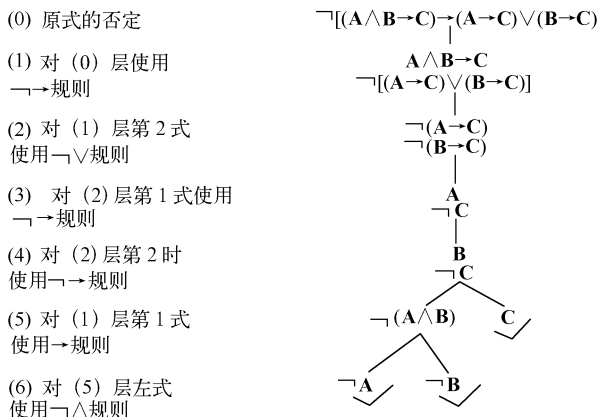 (0) 原式的否定
¬[(A∧B→C)→(A→C)∨(B→C)
(1) 对（0）层使用
¬→规则
A∧B→C
¬[(A→C)∨(B→C)]
(2) 对（1）层第2式
使用¬∨规则
¬(A→C)
¬(B→C)
(3) 对（2）层第1式使用
¬→规则
A
¬C
(4) 对（2）层第2时
使用¬→规则
B
¬C
(5) 对（1）层第1式
使用→规则
¬(A∧B) C
(6) 对（5）层左式
使用¬∧规则
¬A ¬B